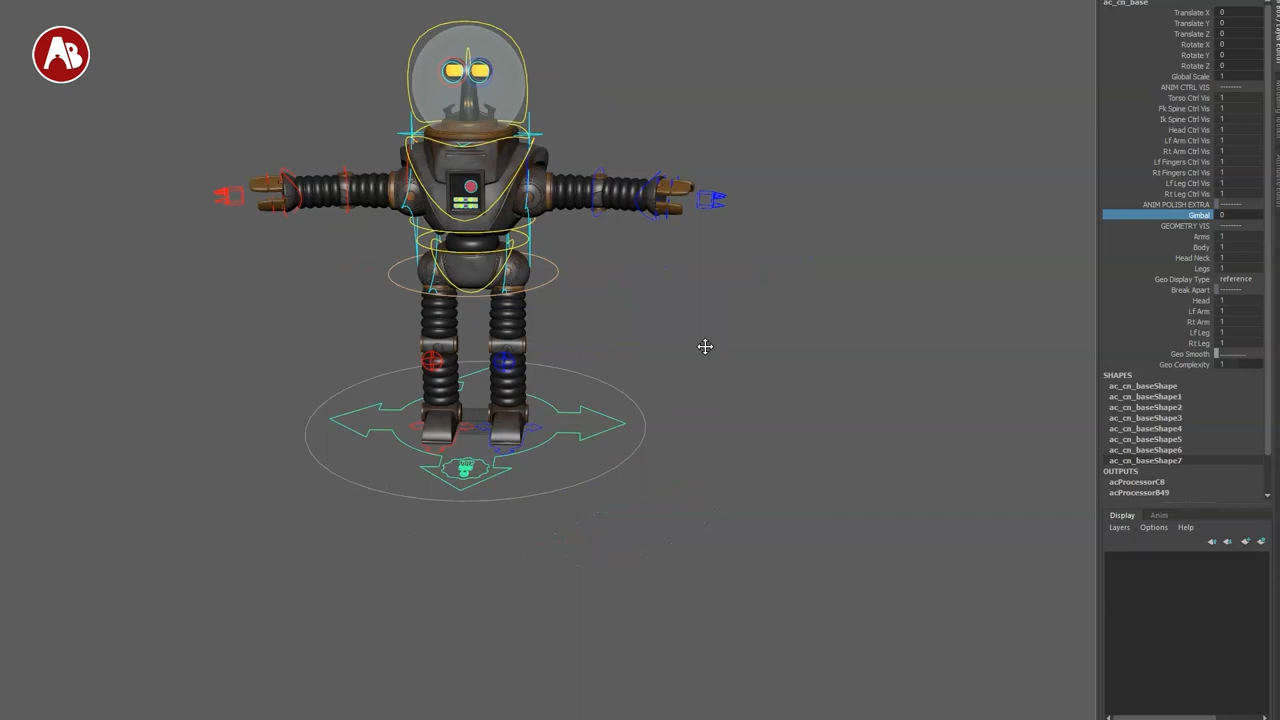 AB
ac_cn_base
Translate X 0
Translate Y 0
Translate Z 0
Rotate X 0
Rotate Y 0
Rotate Z 0
Global Scale 1
ANIM CTRL VIS --------
Torso Ctrl Vis 1
Fk Spine Ctrl Vis 1
Ik Spine Ctrl Vis 1
Head Ctrl Vis 1
Lf Arm Ctrl Vis 1
Rt Arm Ctrl Vis 1
Lf Fingers Ctrl Vis 1
Rt Fingers Ctrl Vis 1
Lf Leg Ctrl Vis 1
Rt Leg Ctrl Vis 1
ANIM POLISH EXTRA --------
Gimbal 0
GEOMETRY VIS --------
Arms 1
Body 1
Head Neck 1
Legs 1
Geo Display Type reference
Break Apart --------
Head 1
Lf Arm 1
Rt Arm 1
Lf Leg 1
Rt Leg 1
Geo Smooth --------
Geo Complexity 1
SHAPES
ac_cn_baseShape
ac_cn_baseShape1
ac_cn_baseShape2
ac_cn_baseShape3
ac_cn_baseShape4
ac_cn_baseShape5
ac_cn_baseShape6
ac_cn_baseShape7
OUTPUTS
acProcessorC8
acProcessorB49
Display Anim
Layers Options Help